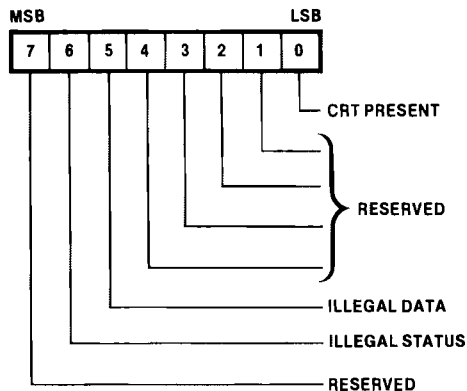 MSB LSB
7 6 5 4 3 2 1 0
CRT PRESENT
RESERVED
ILLEGAL DATA
ILLEGAL STATUS
RESERVED